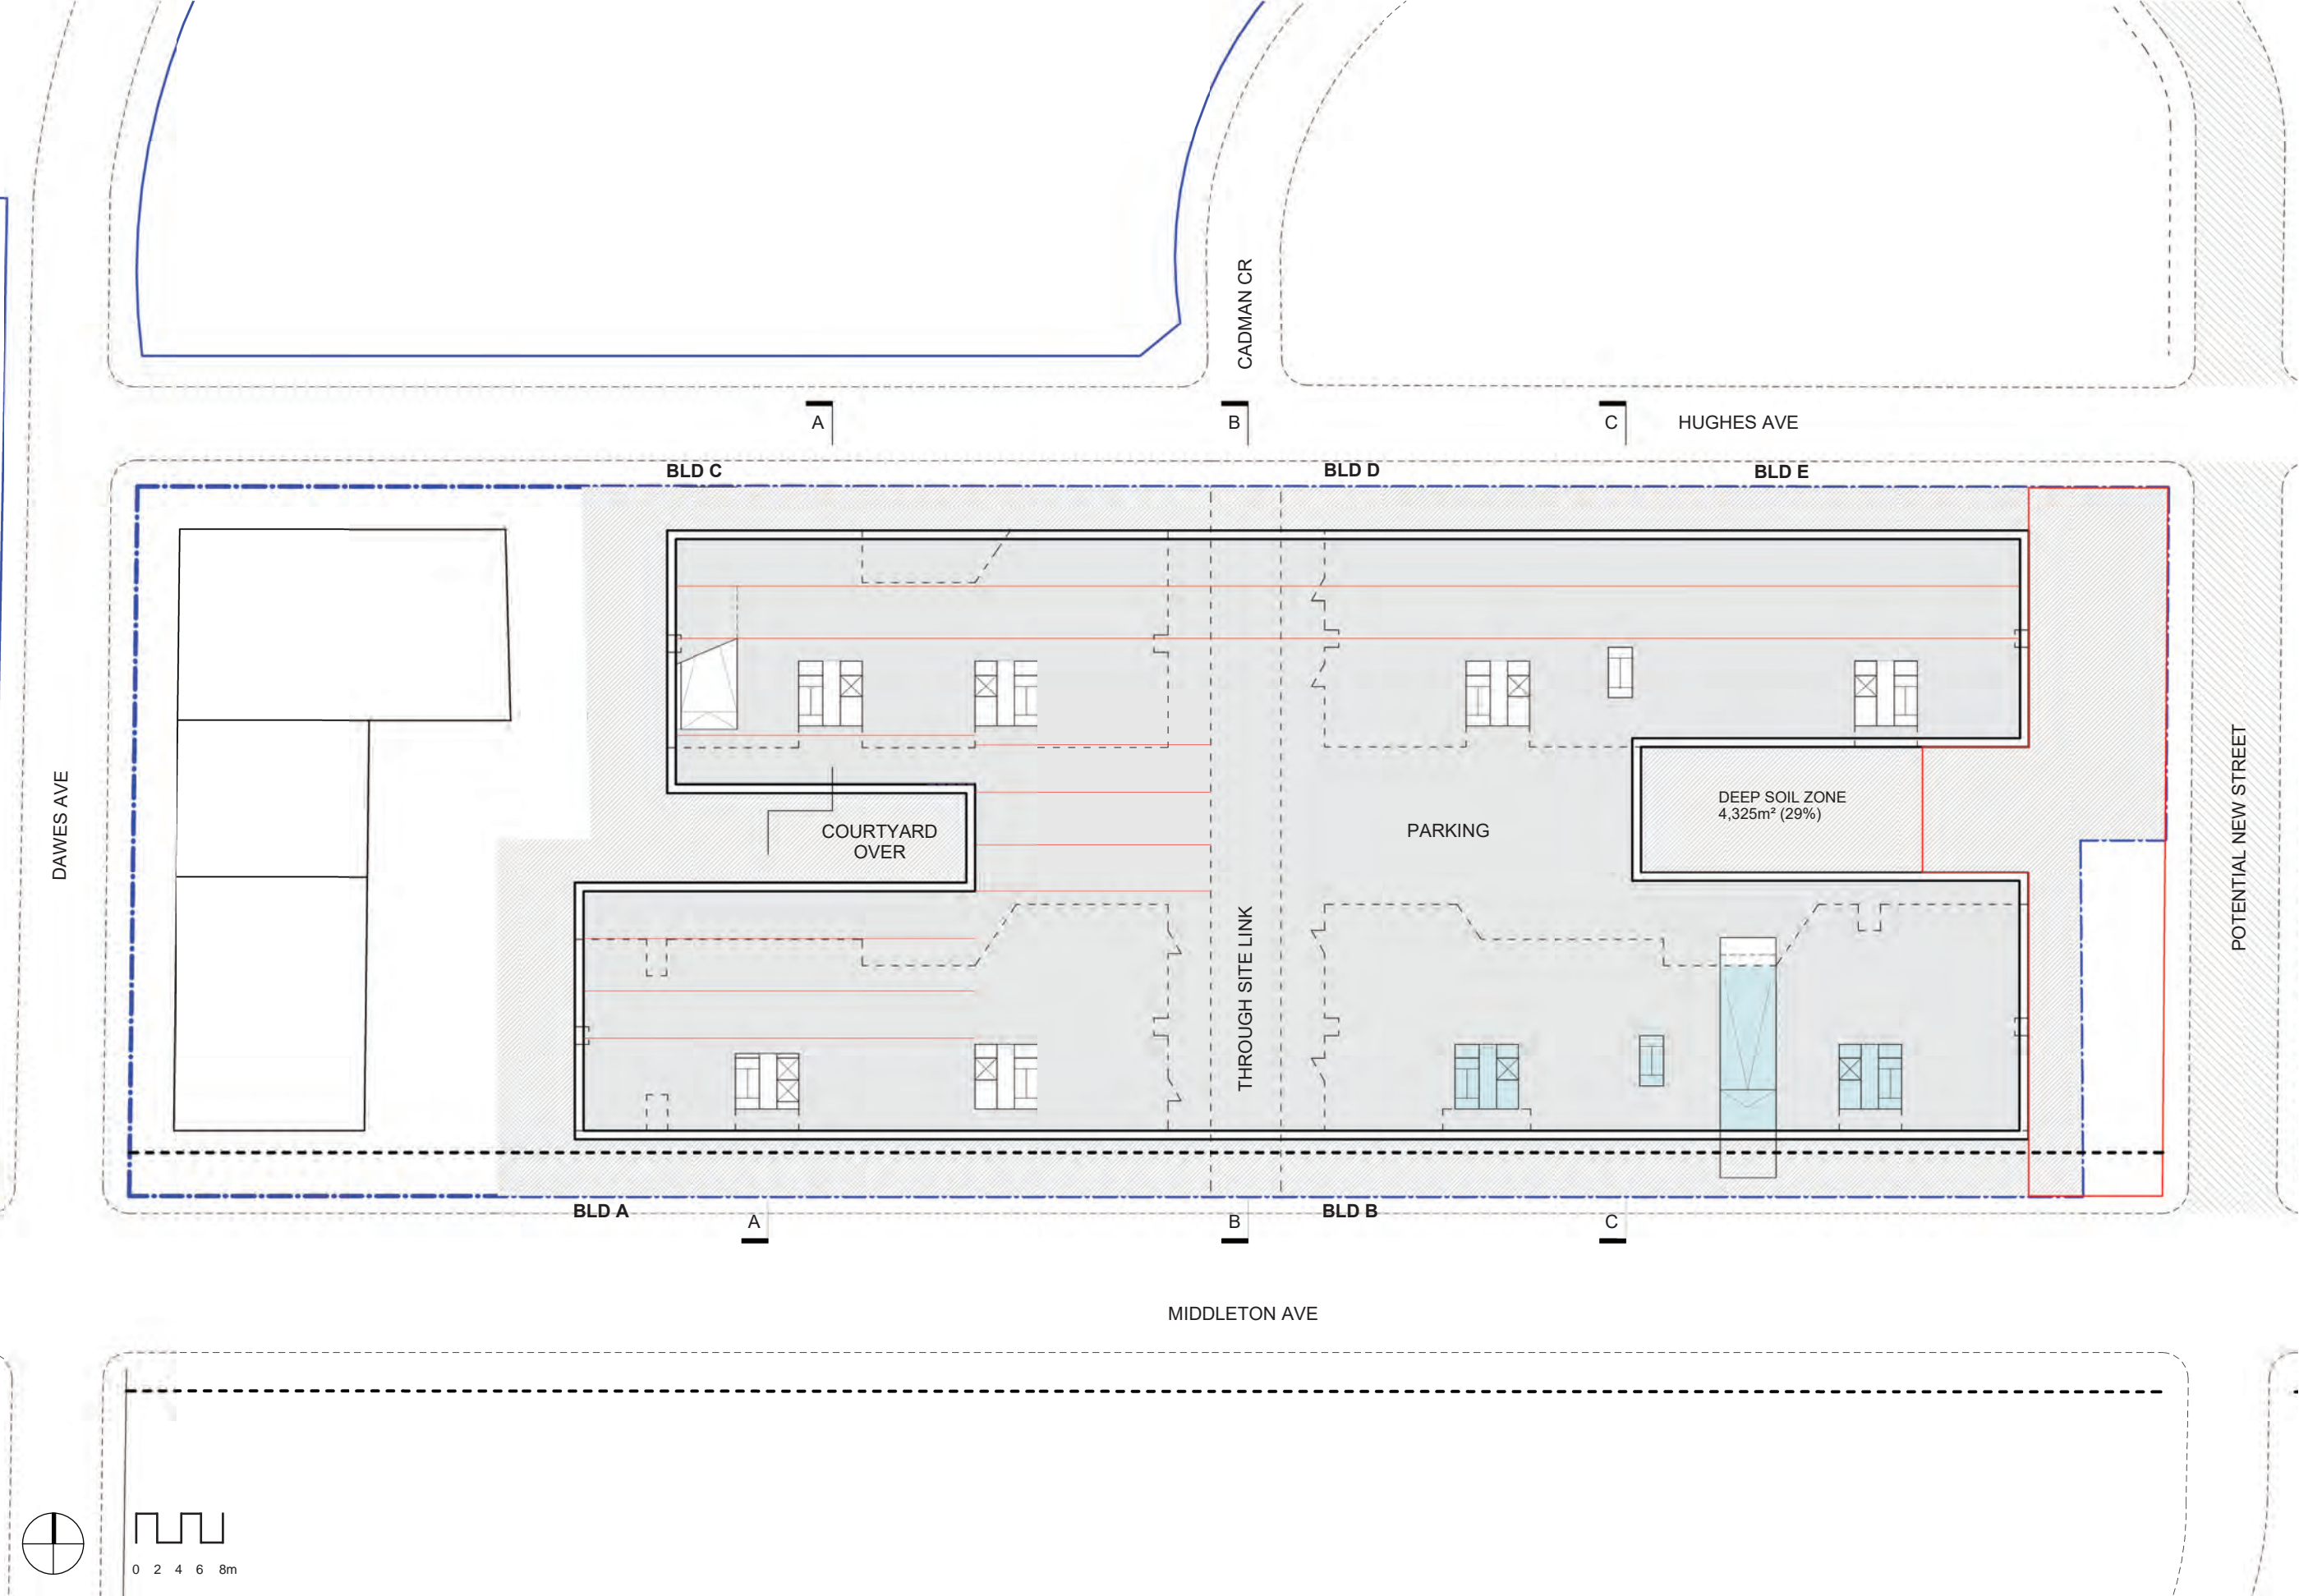 CADMAN CR
A
B
C
HUGHES AVE
BLD C
BLD D
BLD E
DAWES AVE
COURTYARD
OVER
PARKING
DEEP SOIL ZONE
4,325m² (29%)
THROUGH SITE LINK
POTENTIAL NEW STREET
BLD A
A
B
BLD B
C
MIDDLETON AVE
0 2 4 6 8m